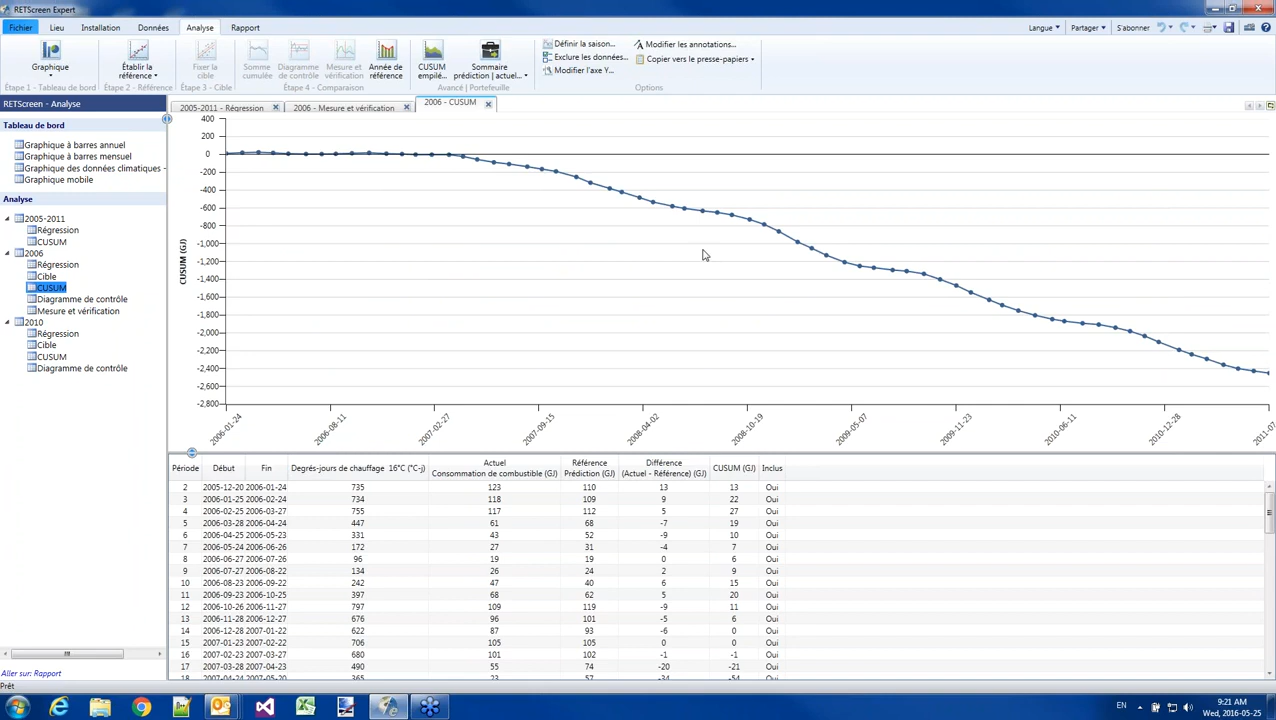 RETScreen Expert
Fichier Lieu Installation Données Analyse Rapport
Langue Partager S'abonner
Graphique
Établir la référence
Fixer la cible
Somme cumulée
Diagramme de contrôle
Mesure et vérification
Année de référence
CUSUM empilé...
Sommaire prédiction | actuel...
Définir la saison...
Exclure les données...
Modifier l'axe Y...
Modifier les annotations...
Copier vers le presse-papiers
Étape 1 - Tableau de bord Étape 2 - Référence Étape 3 - Cible Étape 4 - Comparaison Avancé | Portefeuille Options
RETScreen - Analyse
Tableau de bord
Graphique à barres annuel
Graphique à barres mensuel
Graphique des données climatiques -
Graphique mobile
Analyse
2005-2011
Régression
CUSUM
2006
Régression
Cible
CUSUM
Diagramme de contrôle
Mesure et vérification
2010
Régression
Cible
CUSUM
Diagramme de contrôle
Aller sur: Rapport
Prêt
2005-2011 - Régression 2006 - Mesure et vérification 2006 - CUSUM
CUSUM (GJ)
400
200
0
-200
-400
-600
-800
-1,000
-1,200
-1,400
-1,600
-1,800
-2,000
-2,200
-2,400
-2,600
-2,800
2006-01-24 2006-08-11 2007-02-27 2007-09-15 2008-04-02 2008-10-19 2009-05-07 2009-11-23 2010-06-11 2010-12-28 2011-07
Période Début Fin Degrés-jours de chauffage 16°C (°C-j) Actuel Consommation de combustible (GJ) Référence Prédiction (GJ) Différence (Actuel - Référence) (GJ) CUSUM (GJ) Inclus
2 2005-12-20 2006-01-24 735 123 110 13 13 Oui
3 2006-01-25 2006-02-24 734 118 109 9 22 Oui
4 2006-02-25 2006-03-27 755 117 112 5 27 Oui
5 2006-03-28 2006-04-24 447 61 68 -7 19 Oui
6 2006-04-25 2006-05-23 331 43 52 -9 10 Oui
7 2006-05-24 2006-06-26 172 27 31 -4 7 Oui
8 2006-06-27 2006-07-26 96 19 19 0 6 Oui
9 2006-07-27 2006-08-22 134 26 24 2 9 Oui
10 2006-08-23 2006-09-22 242 47 40 6 15 Oui
11 2006-09-23 2006-10-25 397 68 62 5 20 Oui
12 2006-10-26 2006-11-27 797 109 119 -9 11 Oui
13 2006-11-28 2006-12-27 676 96 101 -5 6 Oui
14 2006-12-28 2007-01-22 622 87 93 -6 0 Oui
15 2007-01-23 2007-02-22 706 105 105 0 0 Oui
16 2007-02-23 2007-03-27 680 101 102 -1 -1 Oui
17 2007-03-28 2007-04-23 490 55 74 -20 -21 Oui
18 2007-04-24 2007-05-20 365 23 57 -34 -54 Oui
EN
9:21 AM
Wed, 2016-05-25